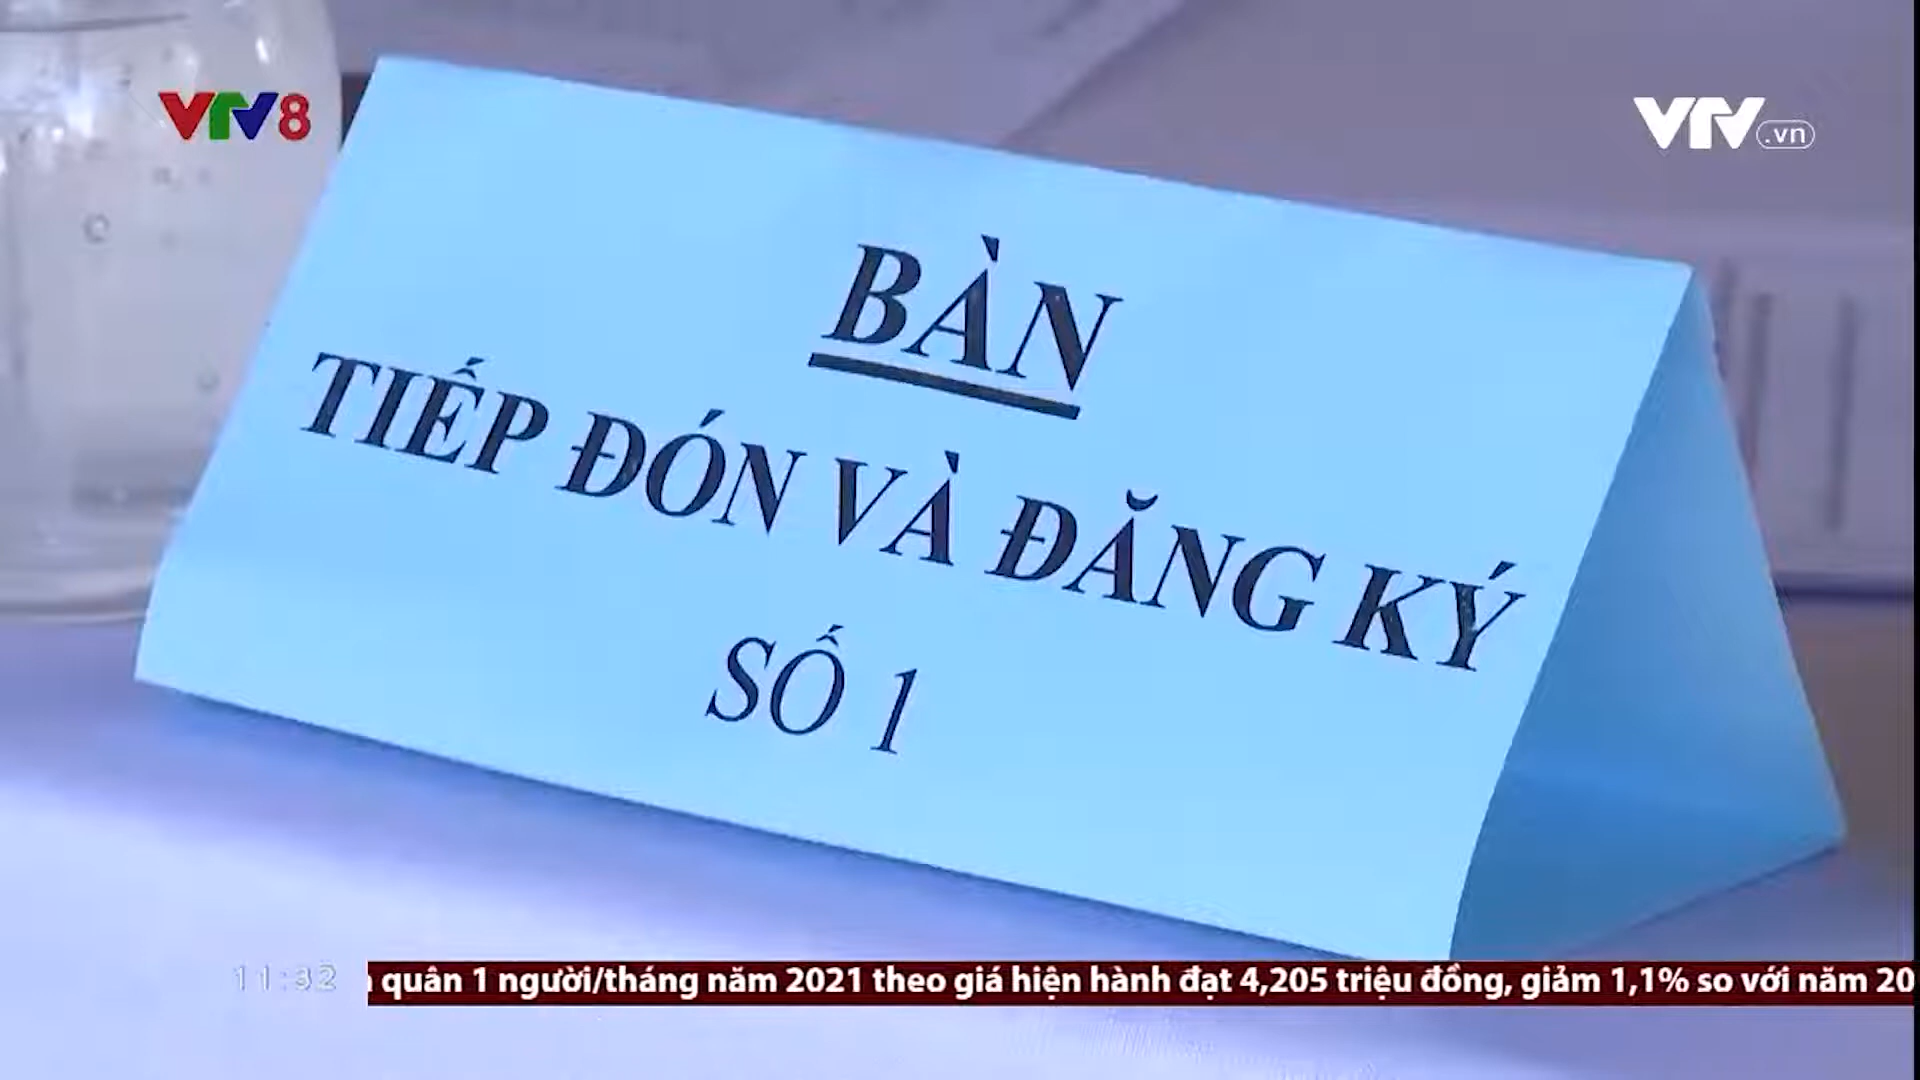 VTV8
VTV.vn
BÀN
TIẾP ĐÓN VÀ ĐĂNG KÝ
SỐ 1
11:32
quân 1 người/tháng năm 2021 theo giá hiện hành đạt 4,205 triệu đồng, giảm 1,1% so với năm 20